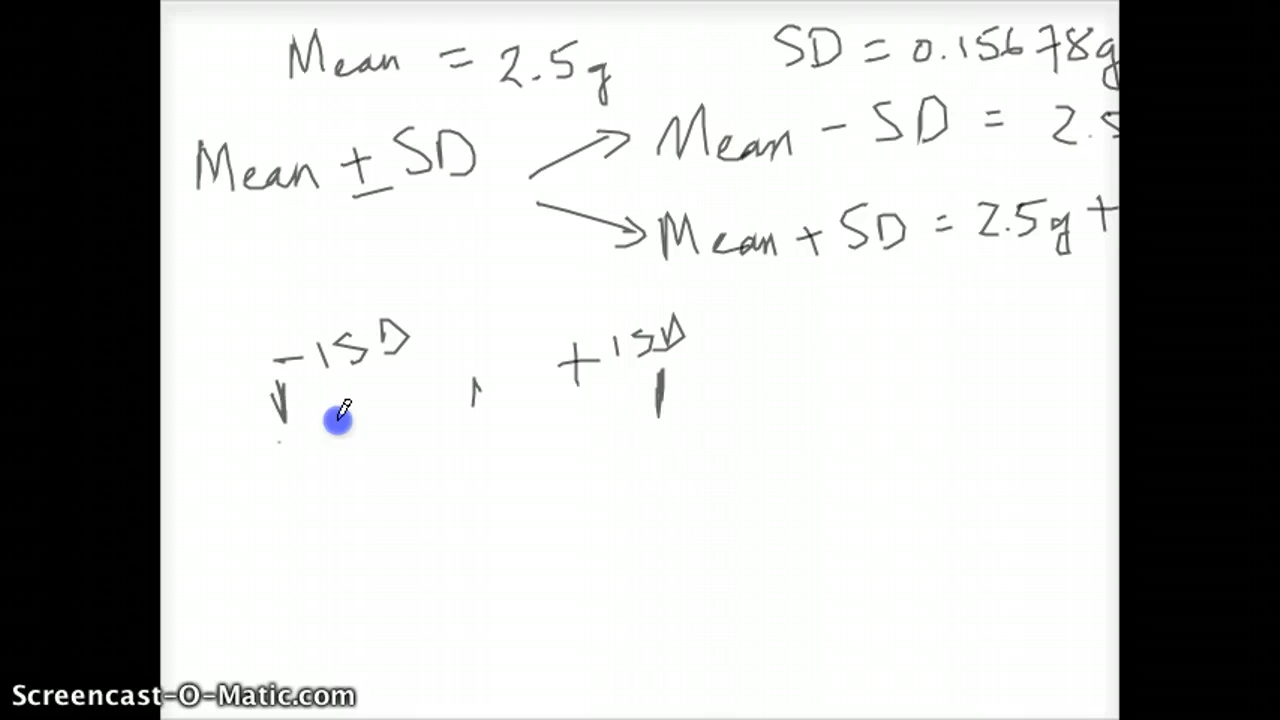 Mean = 2.5g SD = 0.15678g
Mean ± SD
Mean - SD = 2.5
Mean + SD = 2.5g +
-1SD +1SD
Screencast-O-Matic.com